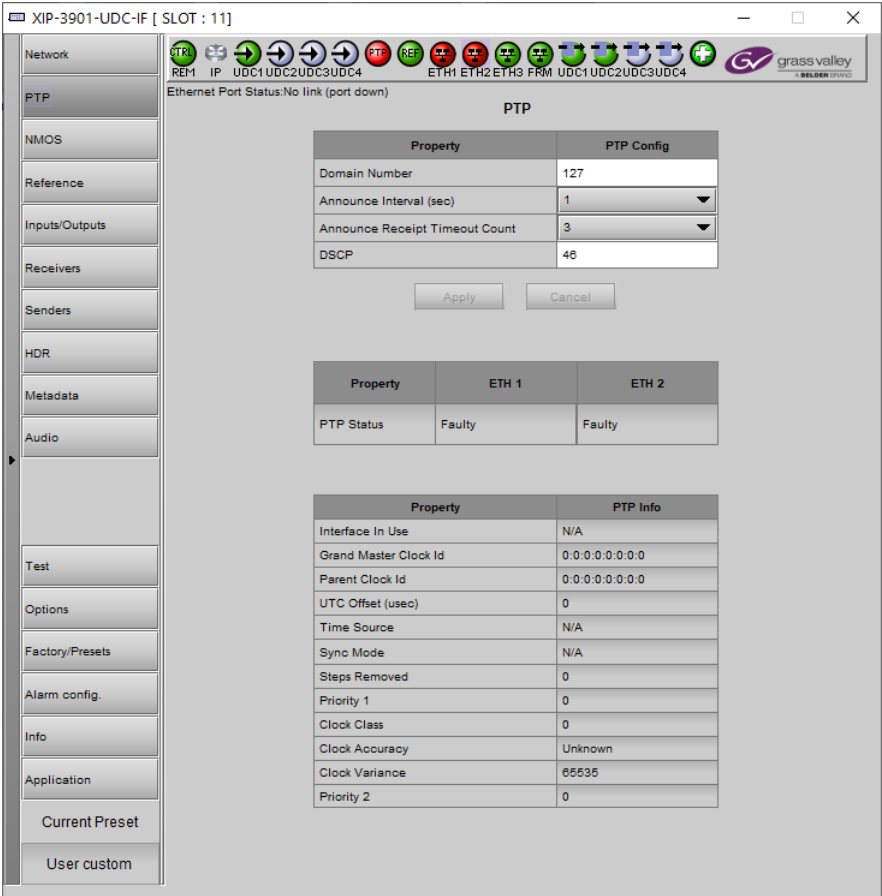 XIP-3901-UDC-IF [ SLOT : 11]
CTRL PTP REF
REM IP UDC1 UDC2 UDC3 UDC4 ETH1 ETH2 ETH3 FRM UDC1 UDC2 UDC3 UDC4
GV grass valley
A BELDEN BRAND
Network
PTP
NMOS
Reference
Inputs/Outputs
Receivers
Senders
HDR
Metadata
Audio
Test
Options
Factory/Presets
Alarm config.
Info
Application
Current Preset
User custom
Ethernet Port Status:No link (port down)
PTP
Property PTP Config
Domain Number 127
Announce Interval (sec) 1
Announce Receipt Timeout Count 3
DSCP 46
Apply Cancel
Property ETH 1 ETH 2
PTP Status Faulty Faulty
Property PTP Info
Interface In Use N/A
Grand Master Clock Id 0:0:0:0:0:0:0:0
Parent Clock Id 0:0:0:0:0:0:0:0
UTC Offset (usec) 0
Time Source N/A
Sync Mode N/A
Steps Removed 0
Priority 1 0
Clock Class 0
Clock Accuracy Unknown
Clock Variance 65535
Priority 2 0